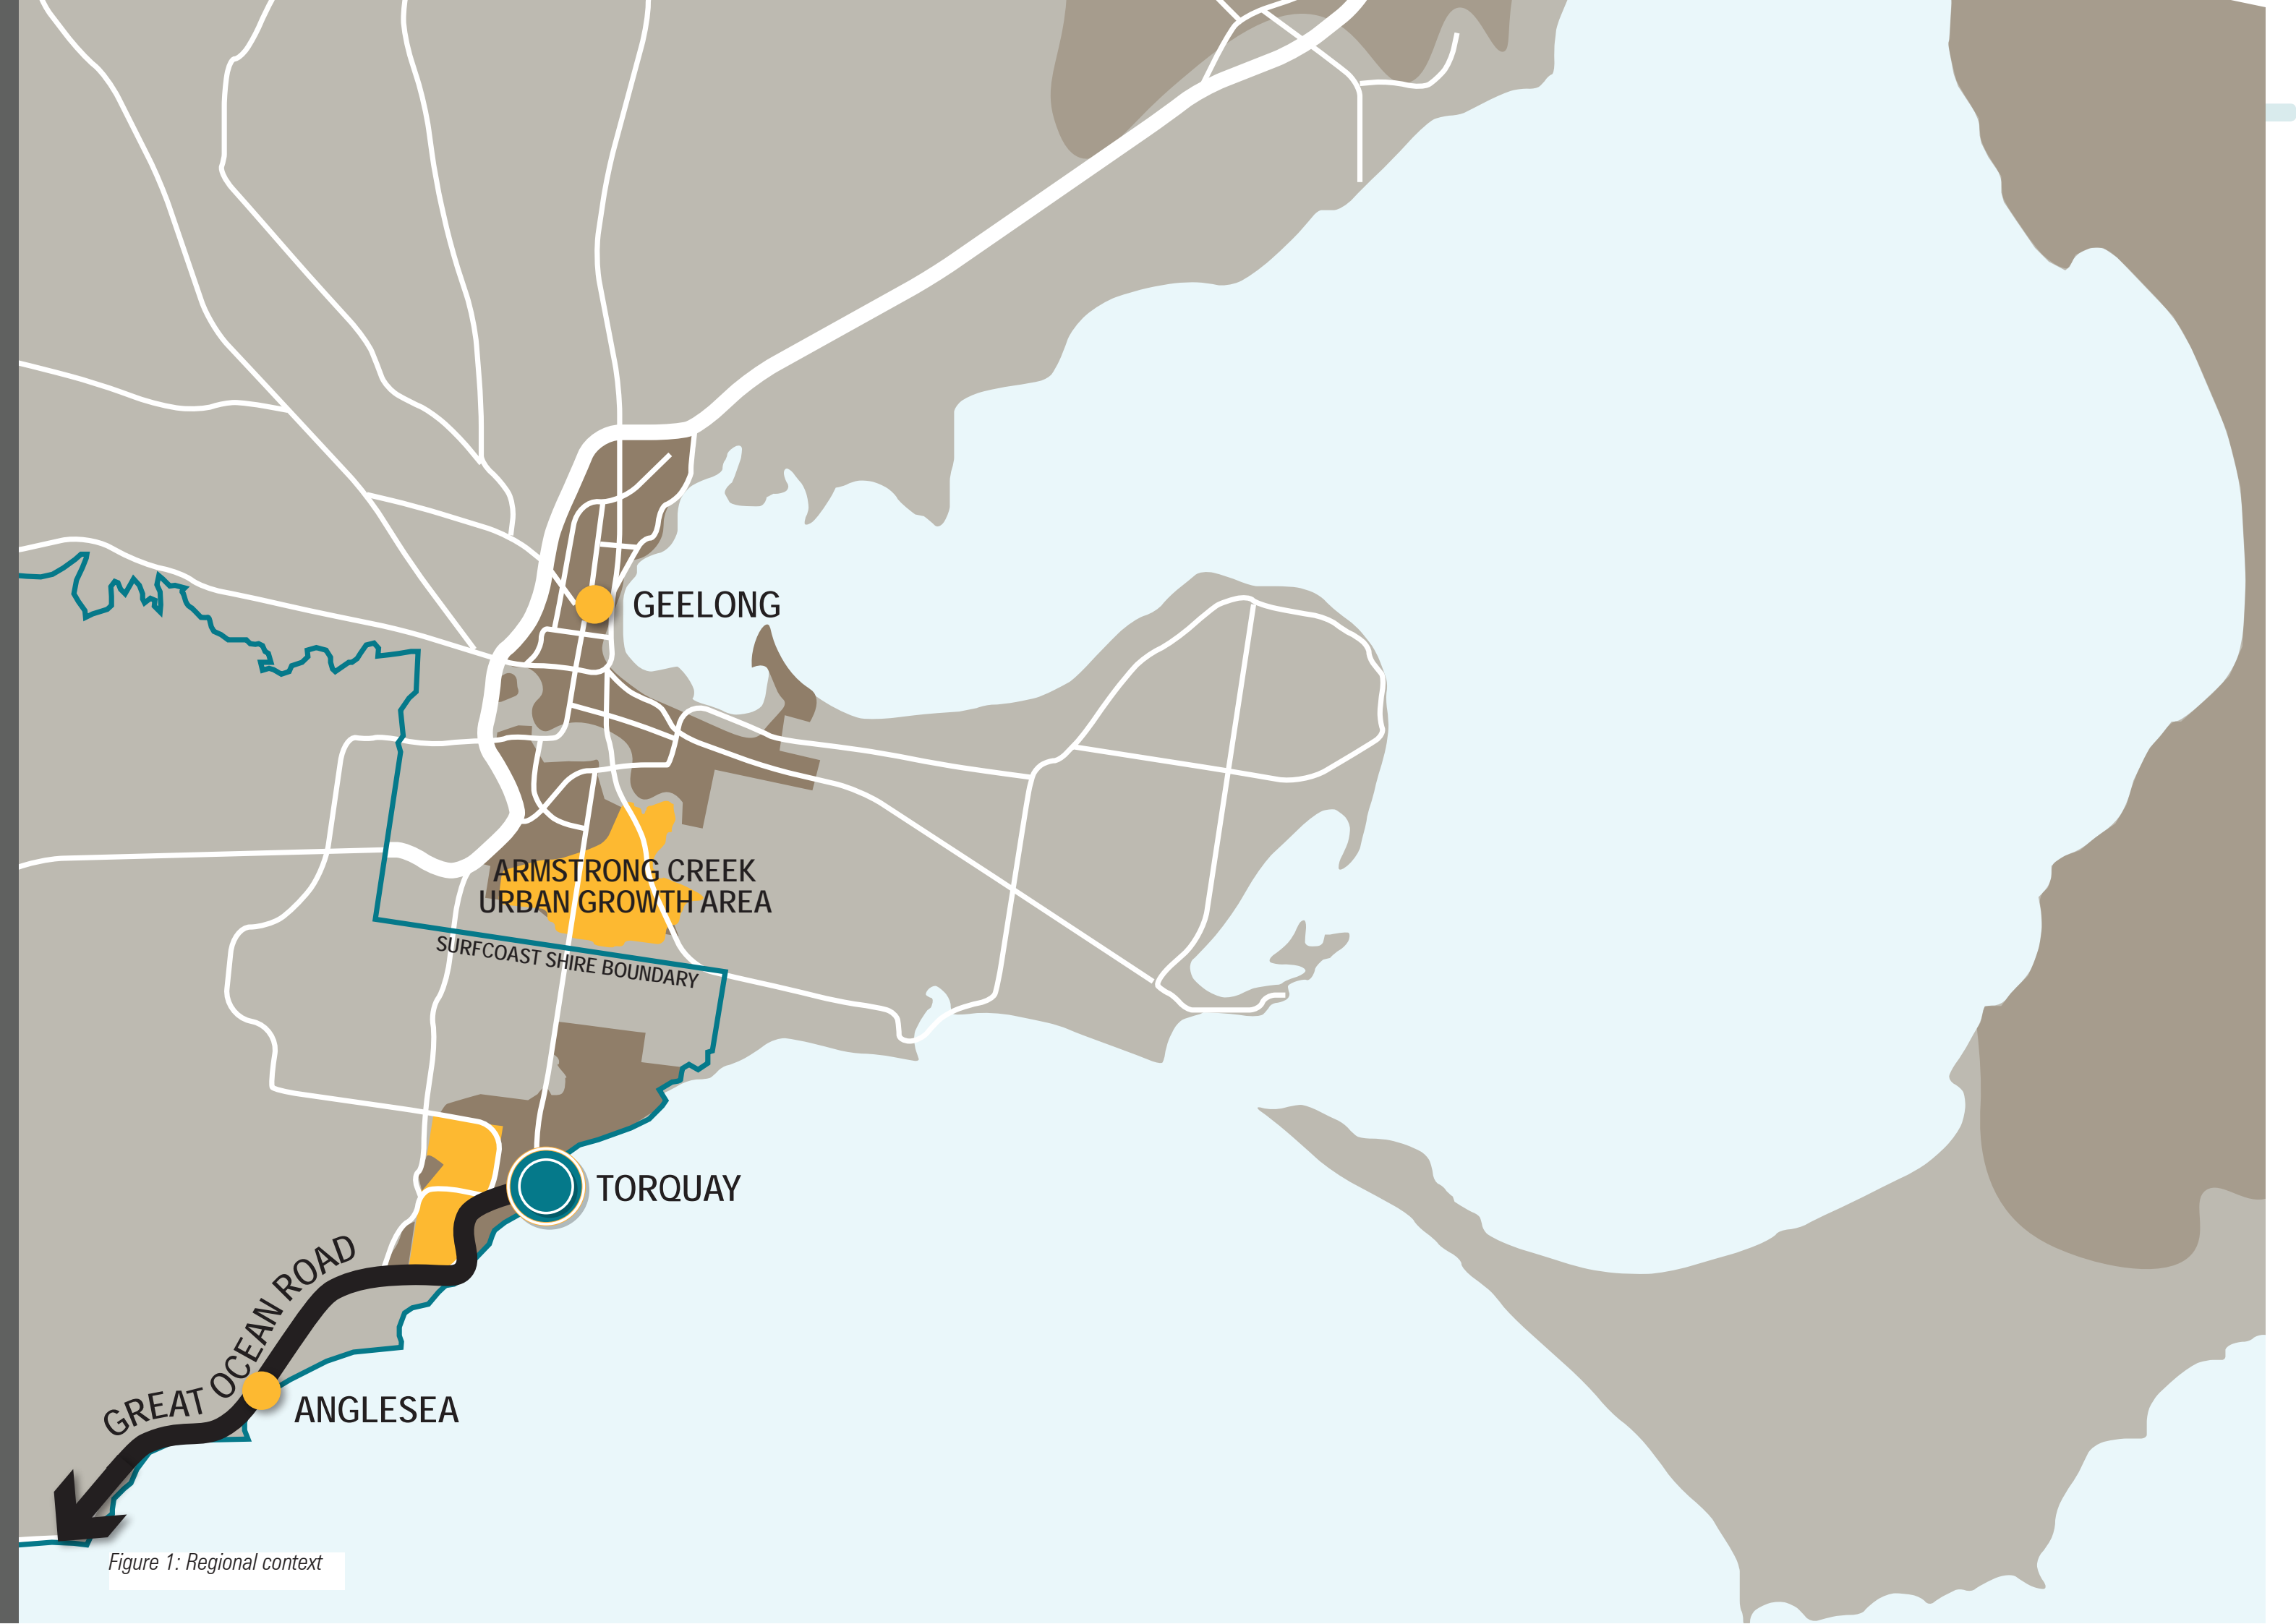 GEELONG
ARMSTRONG CREEK
URBAN GROWTH AREA
SURFCOAST SHIRE BOUNDARY
TORQUAY
GREAT OCEAN ROAD
ANGLESEA
Figure 1: Regional context